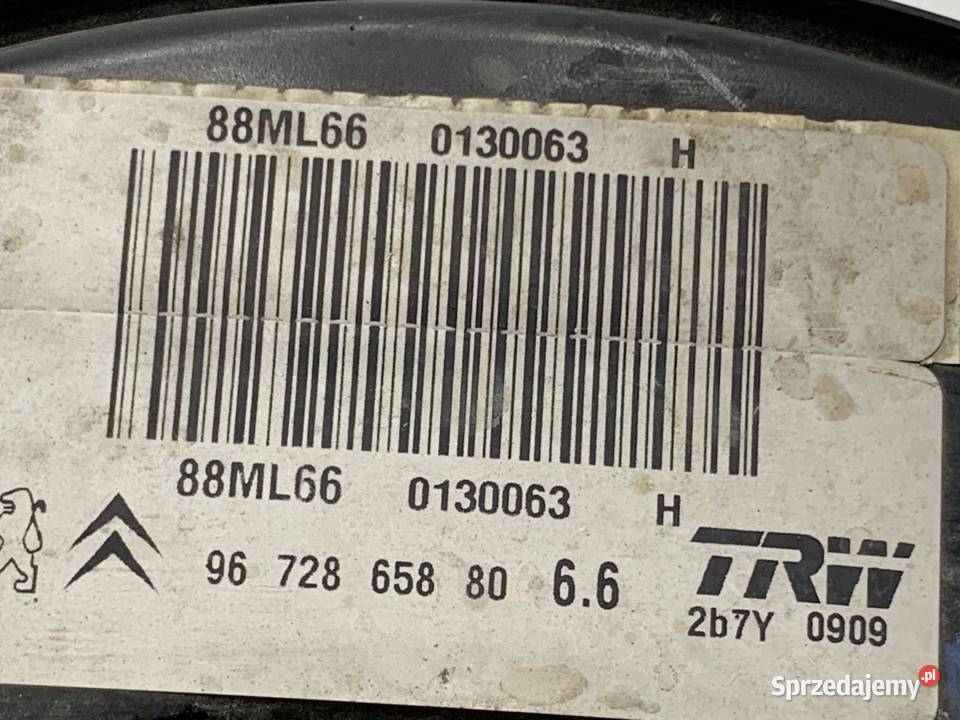 88ML66 0130063 H
88ML66 0130063 H
96 728 658 80 6.6
TRW
2b7Y 0909
Sprzedajemy.pl